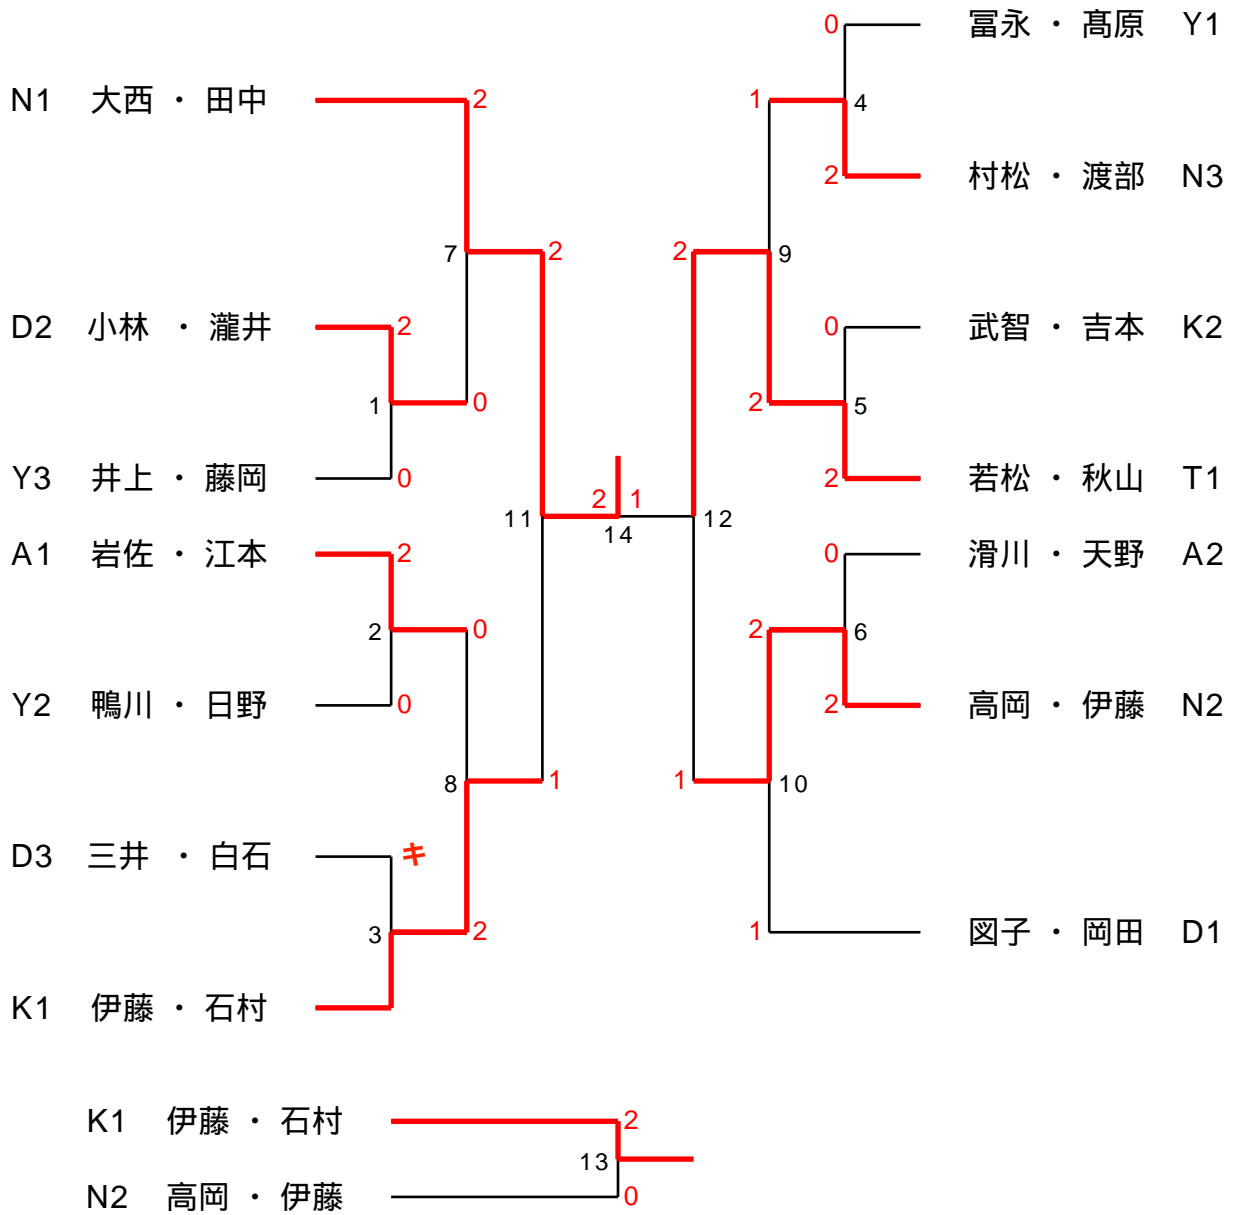 冨永 ・ 髙原 Y1
0
N1 大西 ・ 田中
2
1
4
2
村松 ・ 渡部 N3
7
2
2
9
D2 小林 ・ 瀧井
2
0
武智 ・ 吉本 K2
1
0
2
5
Y3 井上 ・ 藤岡
0
2
若松 ・ 秋山 T1
2 1
11
14
12
A1 岩佐 ・ 江本
2
0
滑川 ・ 天野 A2
2
0
2
6
Y2 鴨川 ・ 日野
0
2
高岡 ・ 伊藤 N2
8
1
1
10
D3 三井 ・ 白石
キ
3
2
1
図子 ・ 岡田 D1
K1 伊藤 ・ 石村
K1 伊藤 ・ 石村
2
13
N2 高岡 ・ 伊藤
0